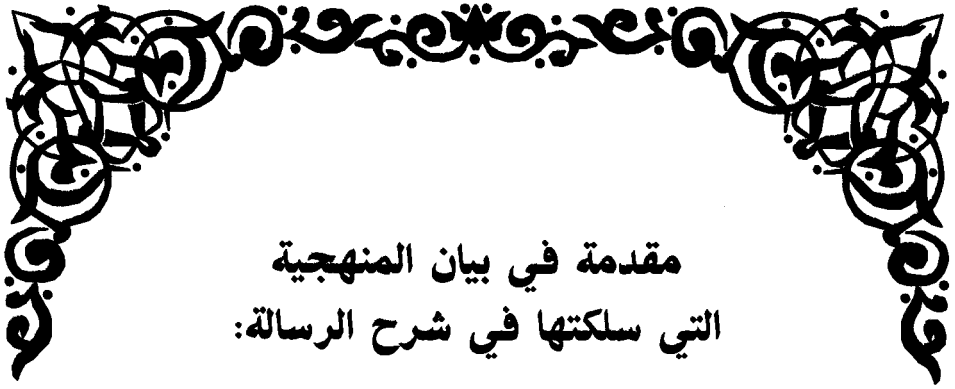 مقدمة في بيان المنهجية
التي سلكتها في شرح الرسالة: